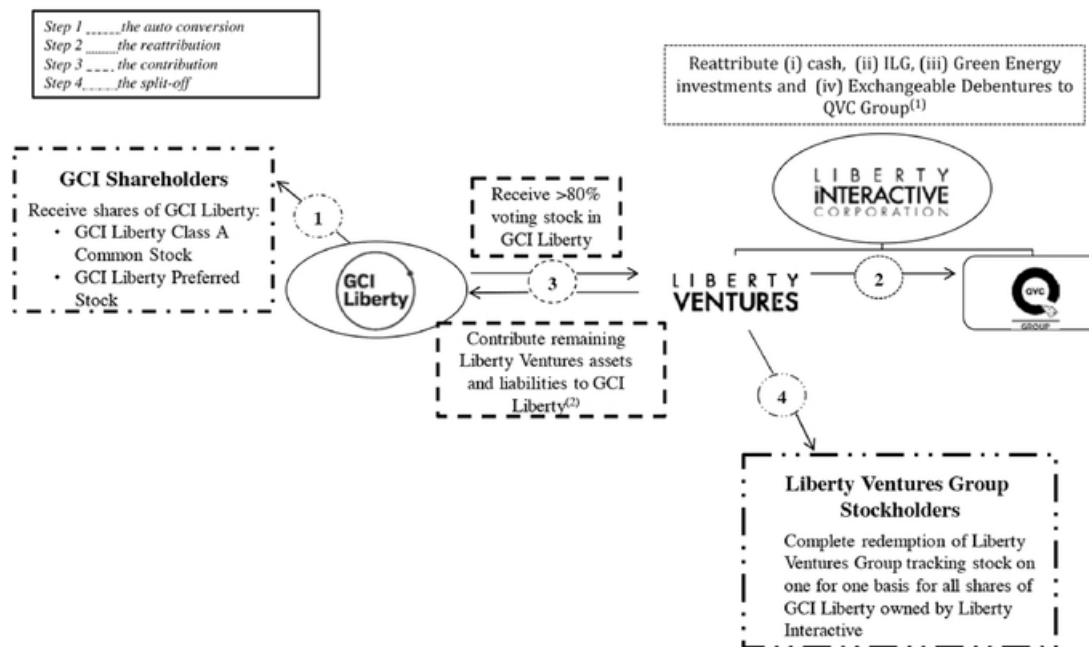 Step 1 ......the auto conversion
Step 2 ......the reattribution
Step 3 _ _ _ _ the contribution
Step 4........the split-off
Reattribute (i) cash, (ii) ILG, (iii) Green Energy
investments and (iv) Exchangeable Debentures to
QVC Group(1)
GCI Shareholders
Receive shares of GCI Liberty:
• GCI Liberty Class A
Common Stock
• GCI Liberty Preferred
Stock
1
GCI
Liberty
Receive >80%
voting stock in
GCI Liberty
3
Contribute remaining
Liberty Ventures assets
and liabilities to GCI
Liberty(2)
LIBERTY
iNTERACTIVE
CORPORATION
LIBERTY
VENTURES
2
QVC
GROUP
4
Liberty Ventures Group
Stockholders
Complete redemption of Liberty
Ventures Group tracking stock on
one for one basis for all shares of
GCI Liberty owned by Liberty
Interactive